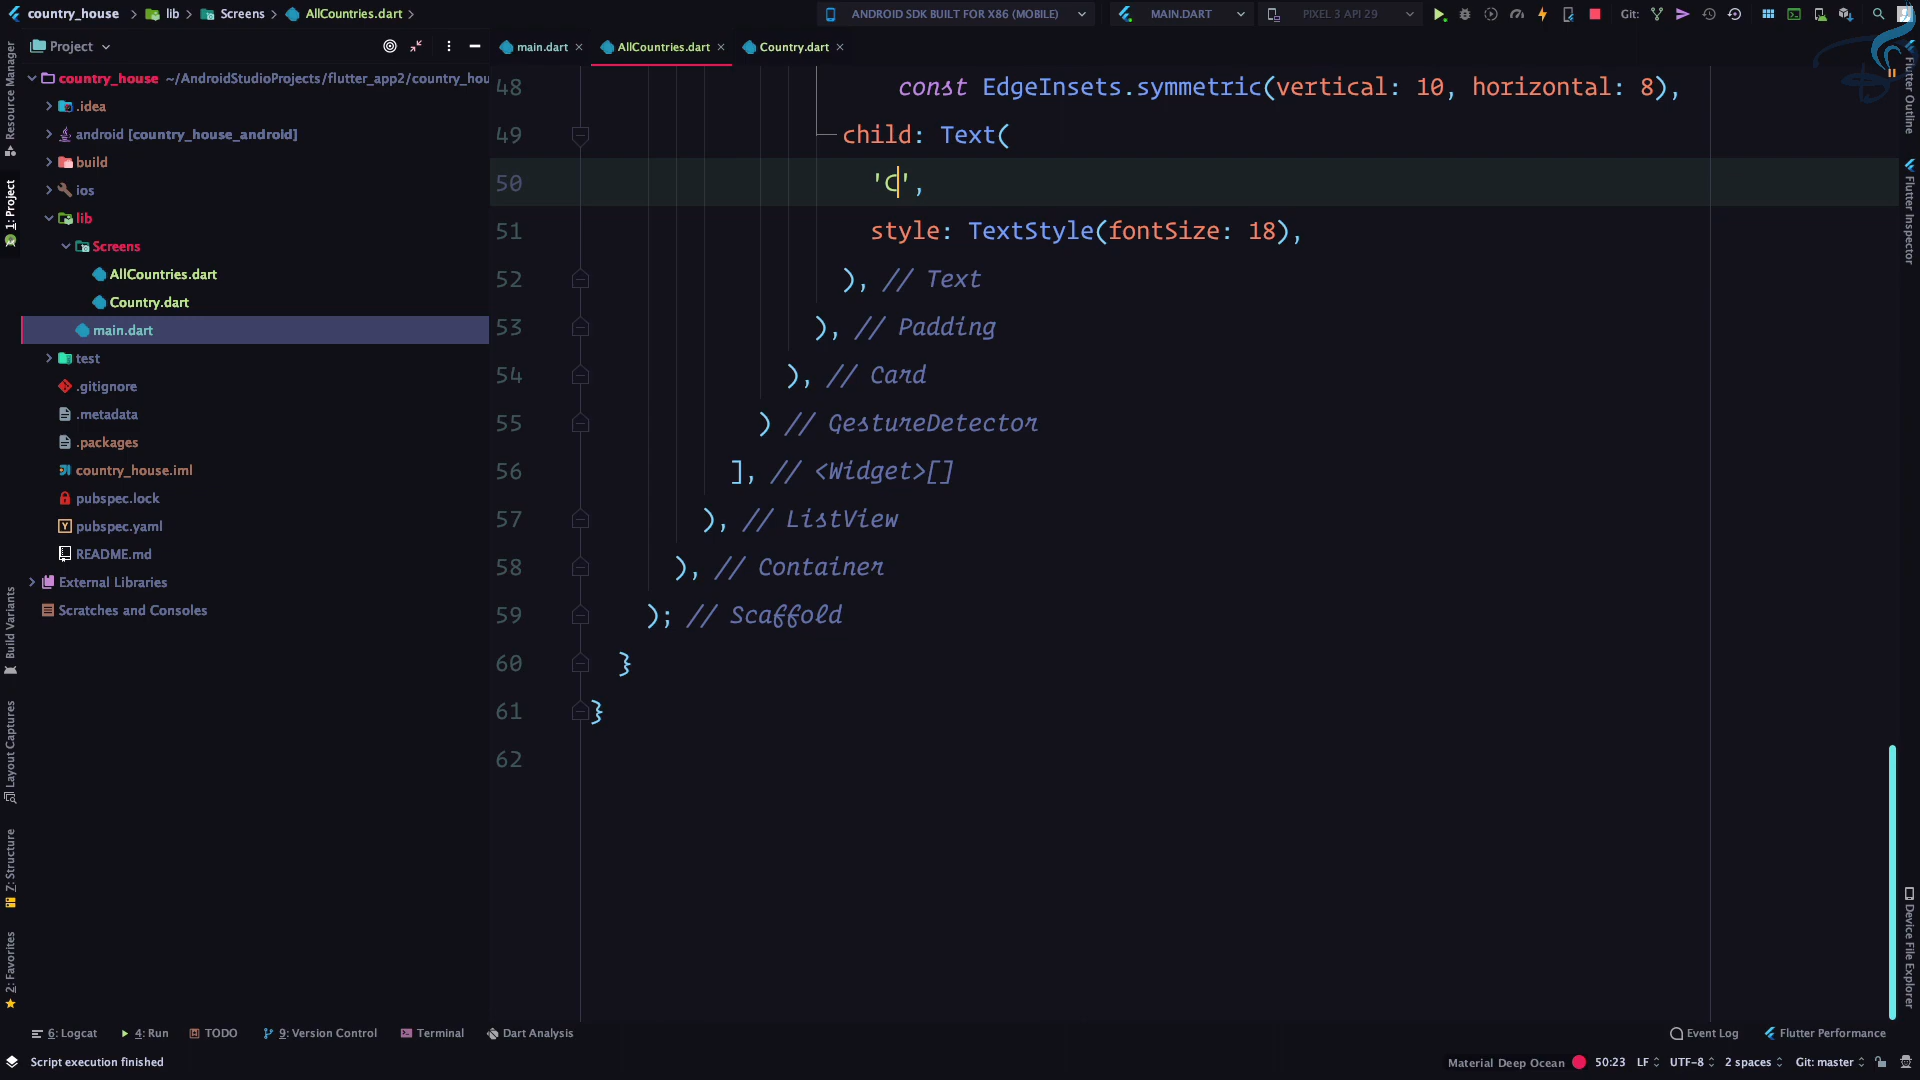 country_house lib Screens AllCountries.dart
ANDROID SDK BUILT FOR X86 (MOBILE) MAIN.DART PIXEL 3 API 29 Git:
Project
main.dart AllCountries.dart Country.dart
country_house ~/AndroidStudioProjects/flutter_app2/country_hou
.idea
android [country_house_android]
build
ios
lib
Screens
AllCountries.dart
Country.dart
main.dart
test
.gitignore
.metadata
.packages
country_house.iml
pubspec.lock
pubspec.yaml
README.md
External Libraries
Scratches and Consoles
Resource Manager
1: Project
Build Variants
Layout Captures
Z: Structure
2: Favorites
48 const EdgeInsets.symmetric(vertical: 10, horizontal: 8),
49 child: Text(
50 'C',
51 style: TextStyle(fontSize: 18),
52 ), // Text
53 ), // Padding
54 ), // Card
55 ) // GestureDetector
56 ], // <Widget>[]
57 ), // ListView
58 ), // Container
59 ); // Scaffold
60 }
61 }
62
Flutter Outline
Flutter Inspector
Device File Explorer
6: Logcat 4: Run TODO 9: Version Control Terminal Dart Analysis
Event Log Flutter Performance
Script execution finished
Material Deep Ocean 50:23 LF UTF-8 2 spaces Git: master